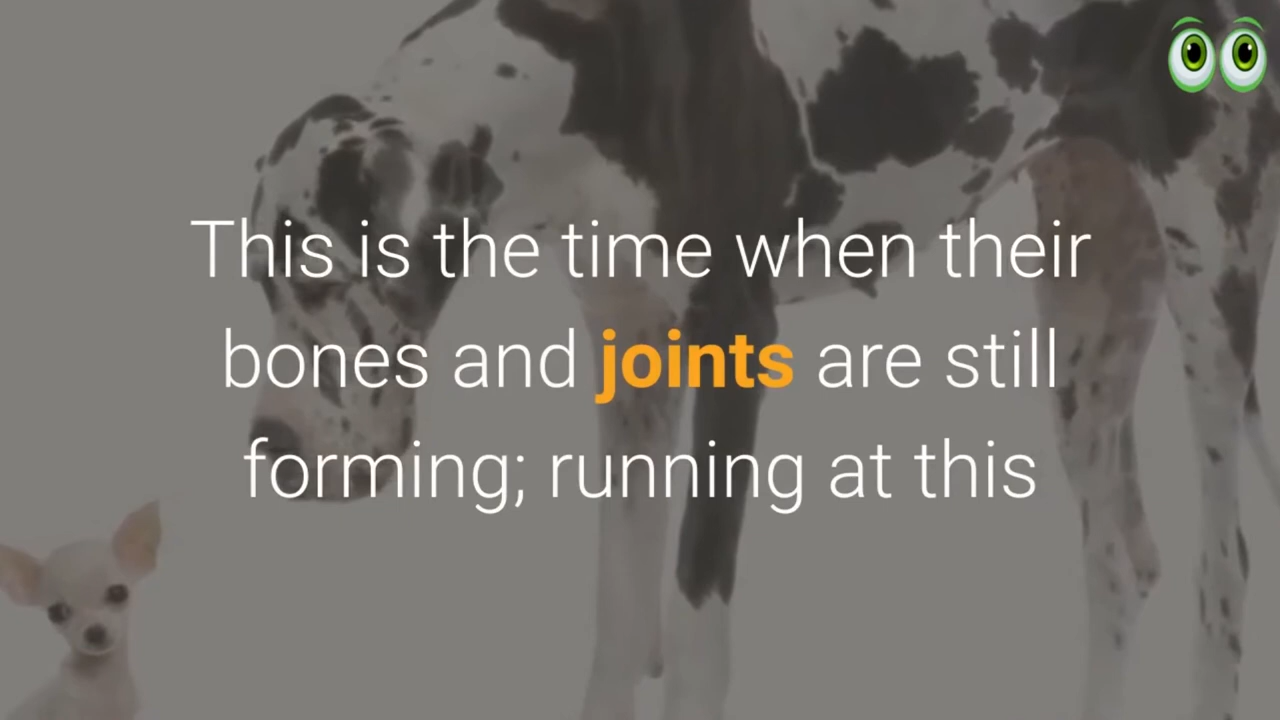 This is the time when their
bones and joints are still
forming; running at this